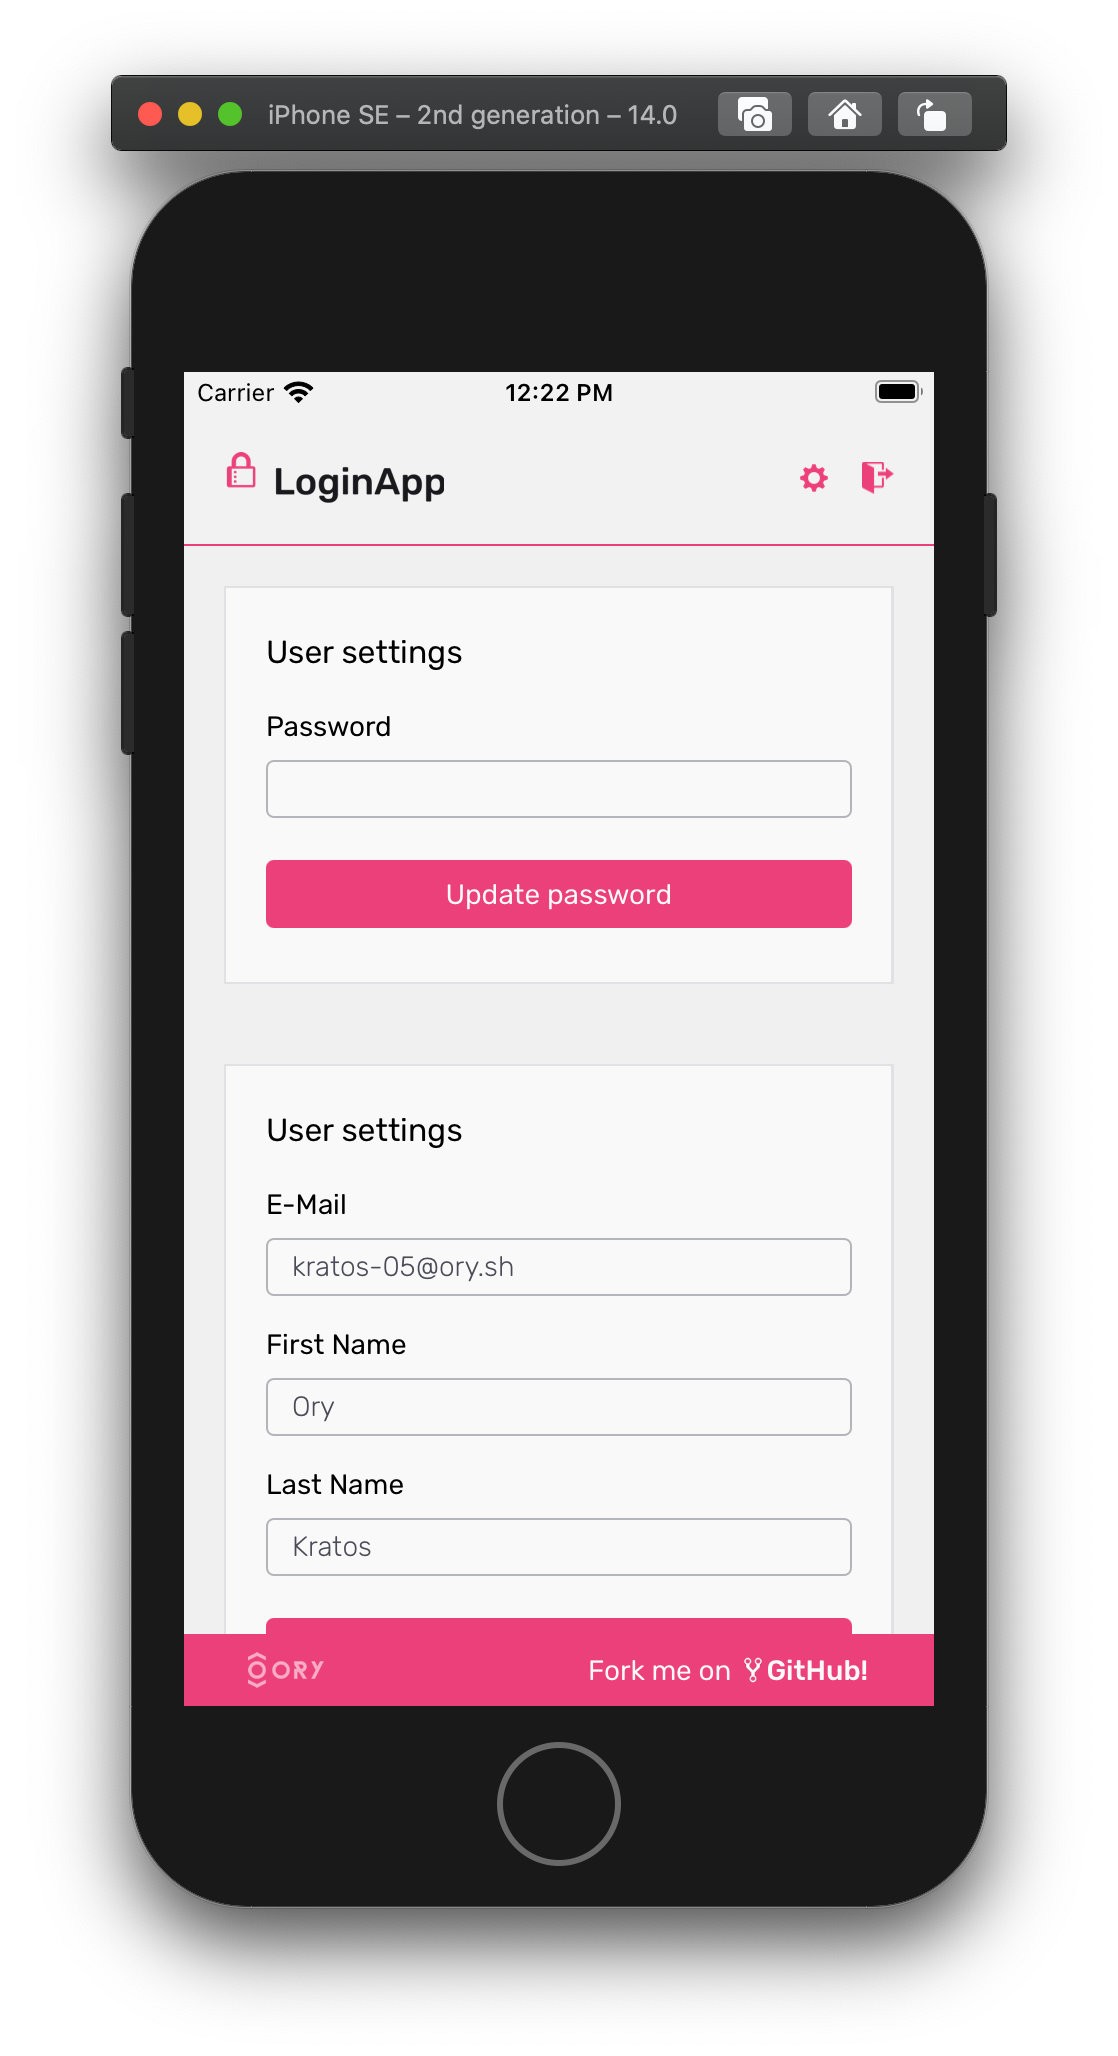 iPhone SE – 2nd generation – 14.0
Carrier 12:22 PM
LoginApp
User settings
Password
Update password
User settings
E-Mail
kratos-05@ory.sh
First Name
Ory
Last Name
Kratos
ORY Fork me on GitHub!